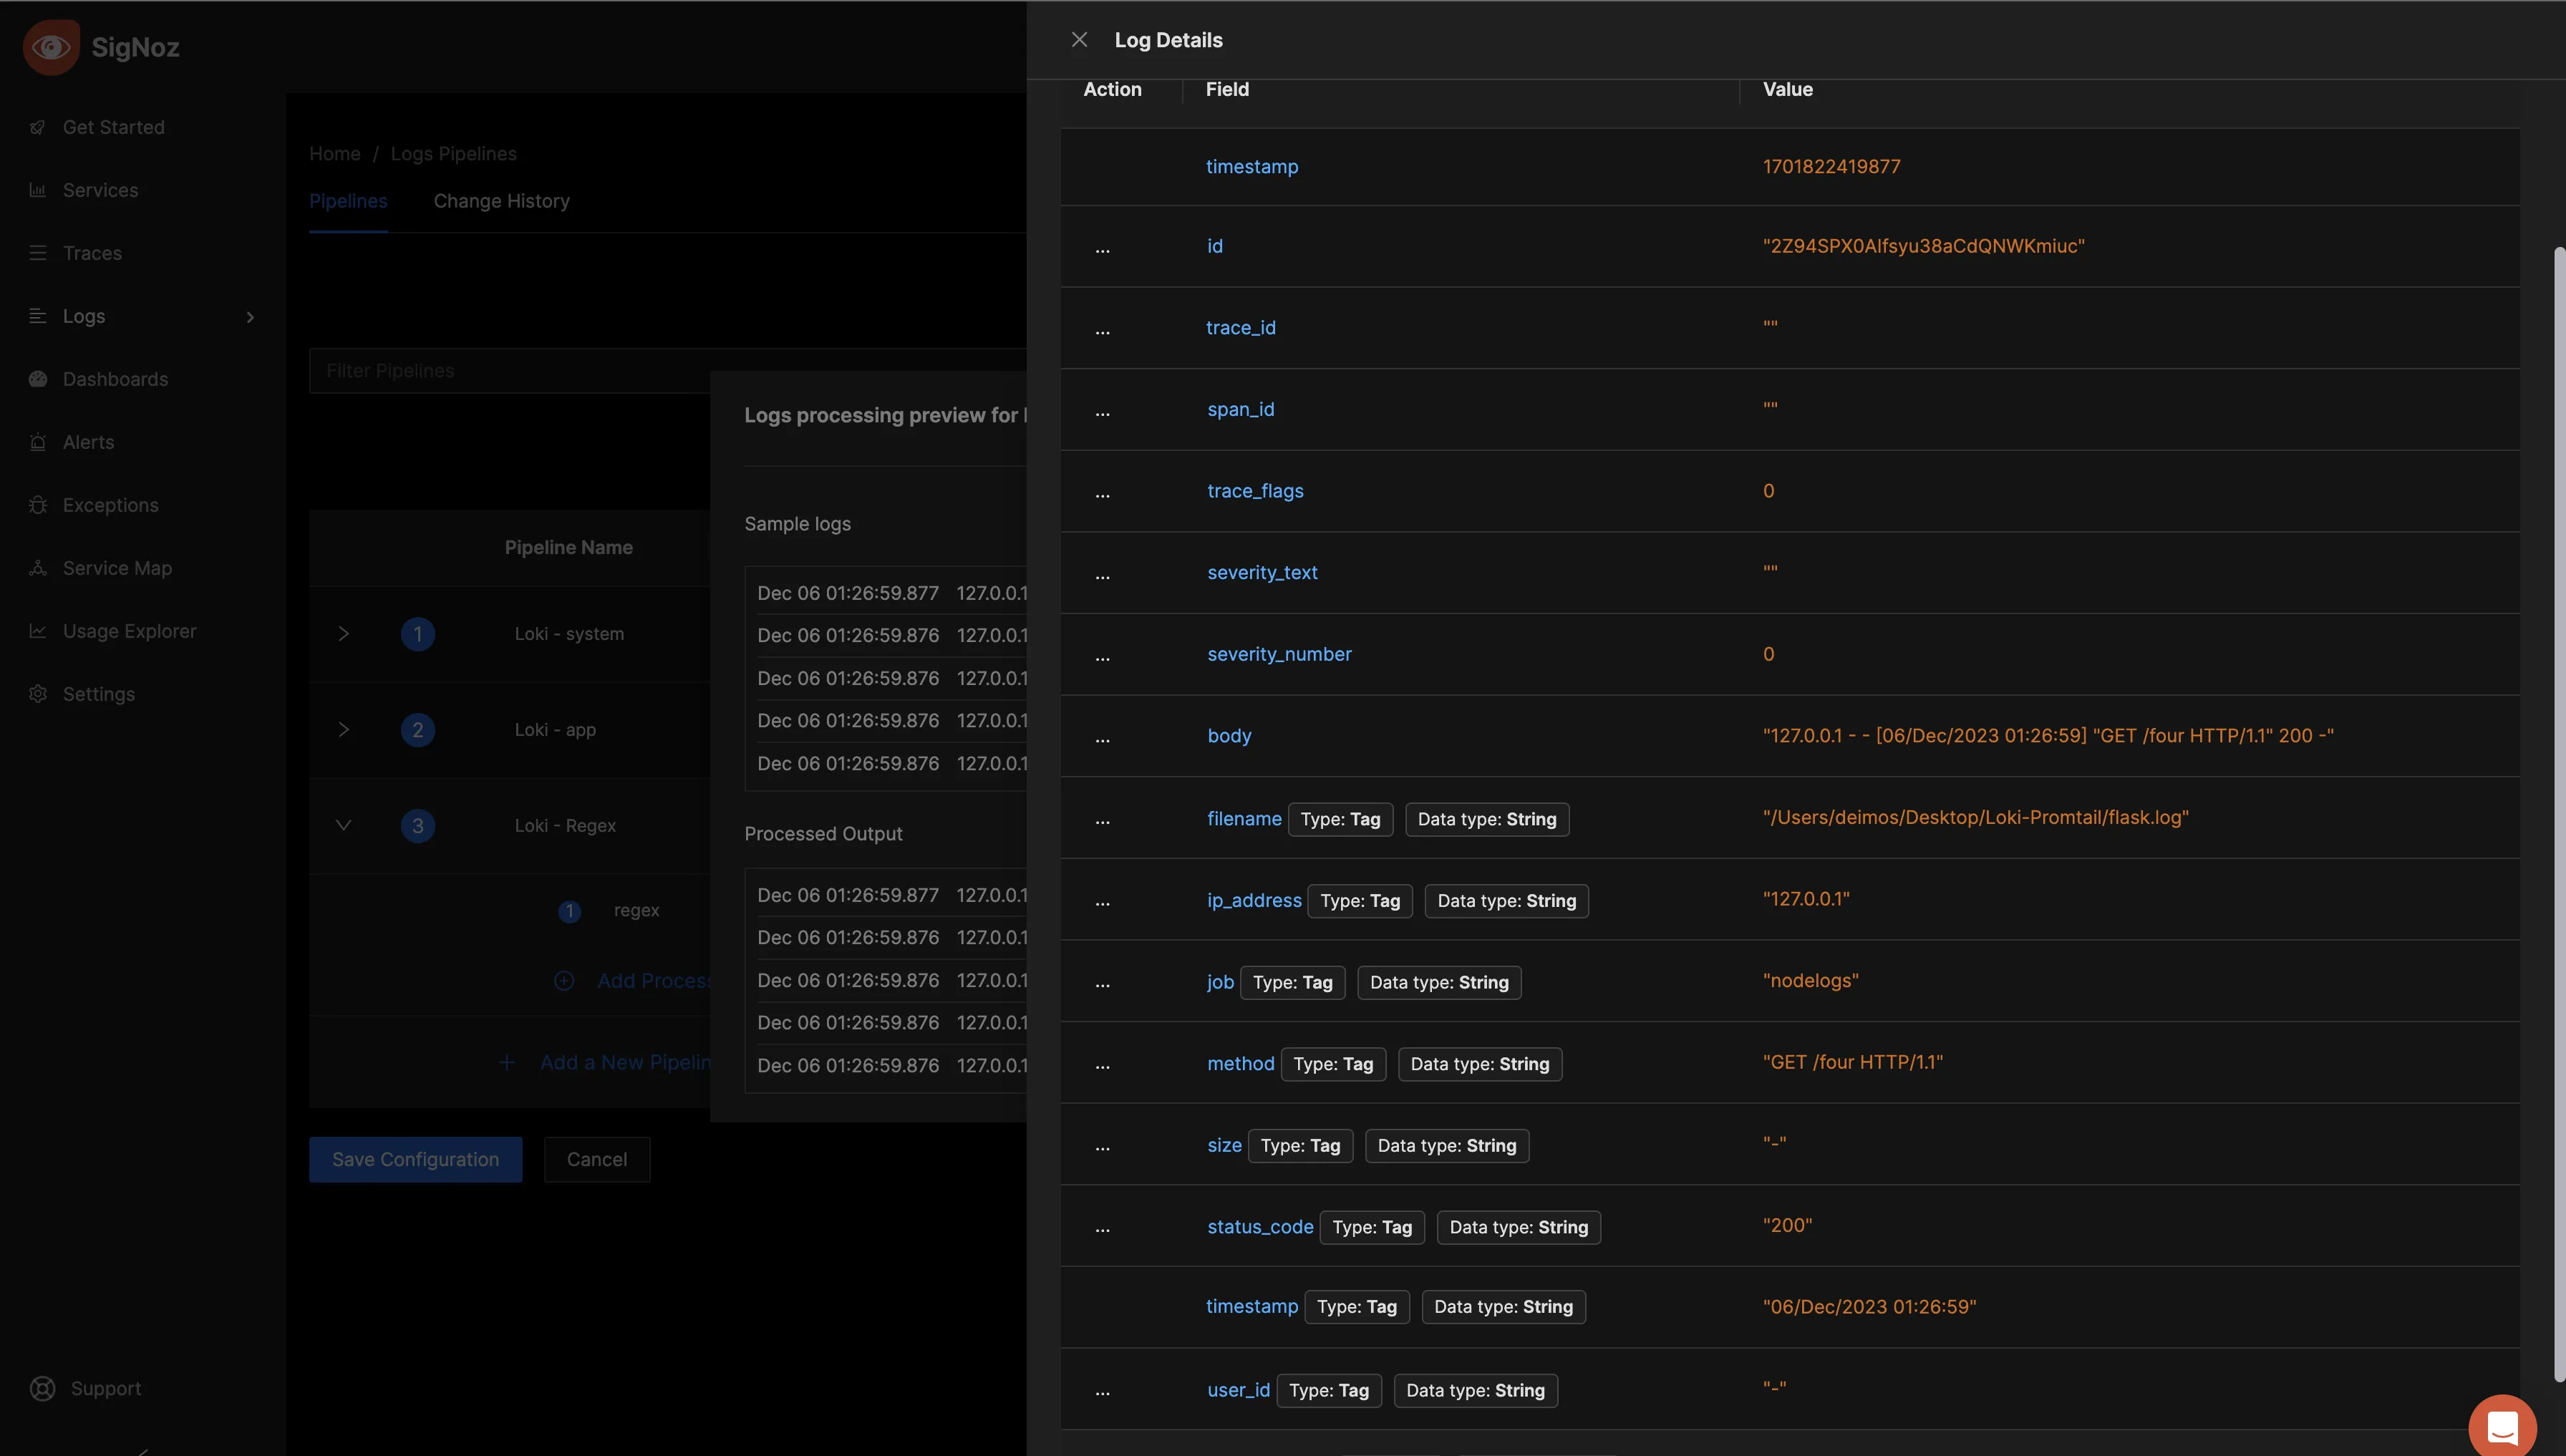 SigNoz
Get Started
Services
Traces
Logs
Dashboards
Alerts
Exceptions
Service Map
Usage Explorer
Settings
Support
Home / Logs Pipelines
Pipelines Change History
Filter Pipelines
Pipeline Name
1 Loki - system
2 Loki - app
3 Loki - Regex
1 regex
Add Process
Add a New Pipelin
Save Configuration Cancel
Logs processing preview for
Sample logs
Dec 06 01:26:59.877 127.0.0.1
Dec 06 01:26:59.876 127.0.0.1
Dec 06 01:26:59.876 127.0.0.1
Dec 06 01:26:59.876 127.0.0.1
Dec 06 01:26:59.876 127.0.0.1
Processed Output
Dec 06 01:26:59.877 127.0.0.1
Dec 06 01:26:59.876 127.0.0.1
Dec 06 01:26:59.876 127.0.0.1
Dec 06 01:26:59.876 127.0.0.1
Dec 06 01:26:59.876 127.0.0.1
Log Details
Action Field Value
timestamp 1701822419877
... id "2Z94SPX0AIfsyu38aCdQNWKmiuc"
... trace_id ""
... span_id ""
... trace_flags 0
... severity_text ""
... severity_number 0
... body "127.0.0.1 - - [06/Dec/2023 01:26:59] "GET /four HTTP/1.1" 200 -"
... filename Type: Tag Data type: String "/Users/deimos/Desktop/Loki-Promtail/flask.log"
... ip_address Type: Tag Data type: String "127.0.0.1"
... job Type: Tag Data type: String "nodelogs"
... method Type: Tag Data type: String "GET /four HTTP/1.1"
... size Type: Tag Data type: String "-"
... status_code Type: Tag Data type: String "200"
timestamp Type: Tag Data type: String "06/Dec/2023 01:26:59"
... user_id Type: Tag Data type: String "-"